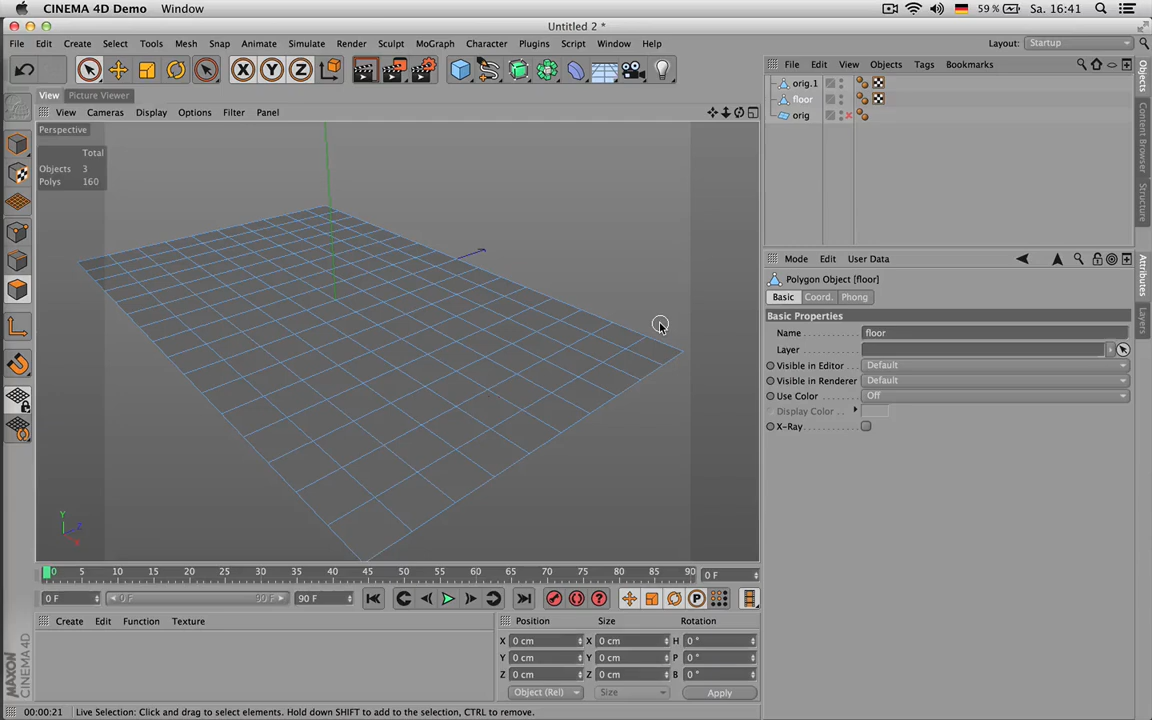 CINEMA 4D Demo Window 59 % Sa. 16:41
Untitled 2 *
File Edit Create Select Tools Mesh Snap Animate Simulate Render Sculpt MoGraph Character Plugins Script Window Help Layout: Startup
X Y Z
View Picture Viewer
File Edit View Objects Tags Bookmarks
View Cameras Display Options Filter Panel
Perspective
Total
Objects 3
Polys 160
orig.1
floor
orig
Objects
Content Browser
Structure
Mode Edit User Data
Polygon Object [floor]
Basic Coord. Phong
Basic Properties
Name floor
Layer
Visible in Editor Default
Visible in Renderer Default
Use Color Off
Display Color
X-Ray
Attributes
Layers
Y
Z
X
0 5 10 15 20 25 30 35 40 45 50 55 60 65 70 75 80 85 90 0 F
0 F 0 F 90 F 90 F
P
Create Edit Function Texture
Position Size Rotation
X 0 cm X 0 cm H 0 °
Y 0 cm Y 0 cm P 0 °
Z 0 cm Z 0 cm B 0 °
Object (Rel) Size Apply
MAXON
CINEMA 4D
00:00:21 Live Selection: Click and drag to select elements. Hold down SHIFT to add to the selection, CTRL to remove.